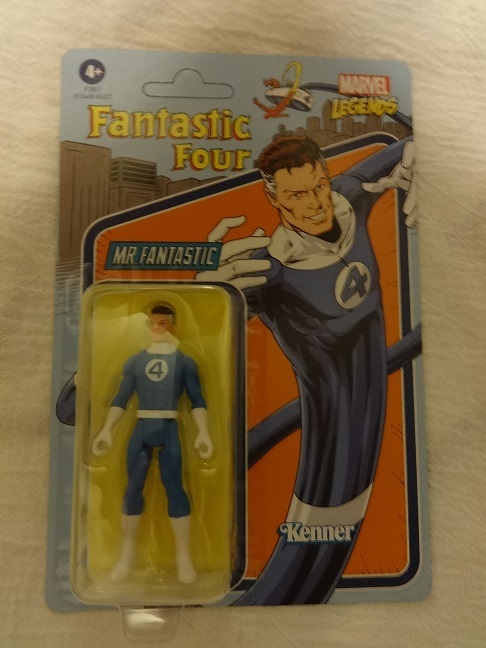 4+
MARVEL
LEGENDS
Fantastic
Four
MR. FANTASTIC
4
4
Kenner